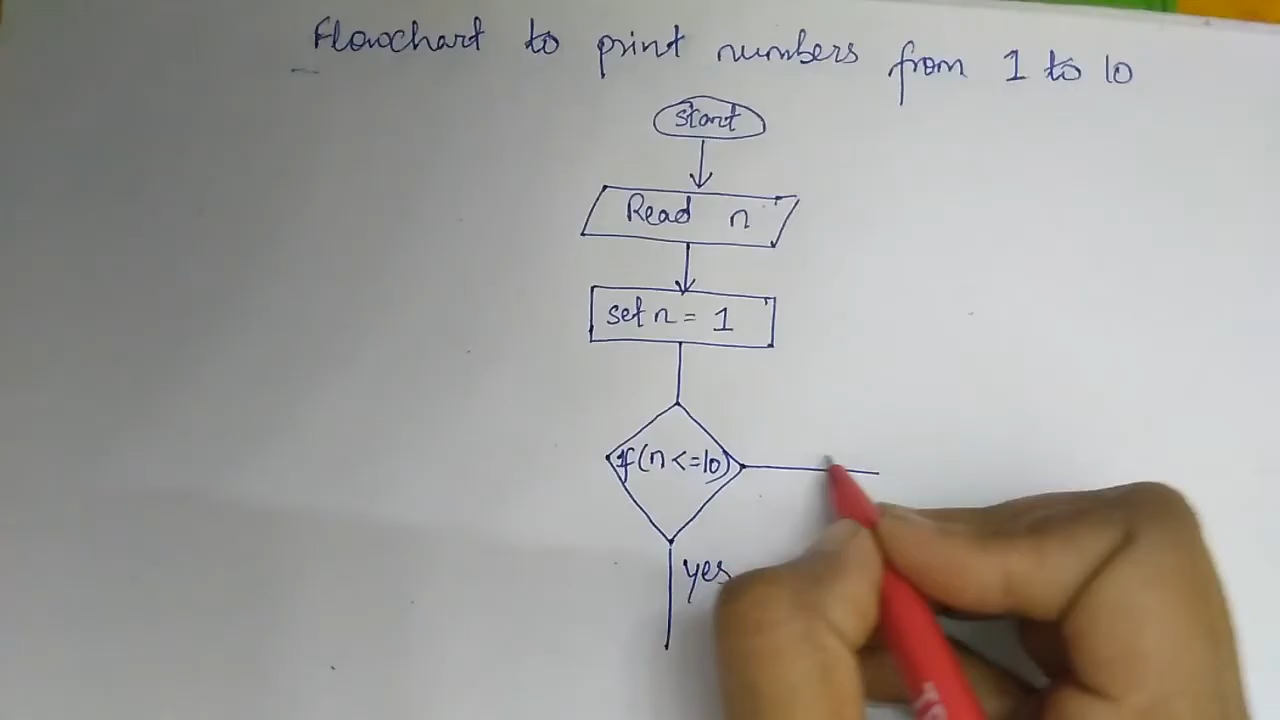 Flowchart to print numbers from 1 to 10
Start
Read n
set n = 1
if(n <=10)
yes